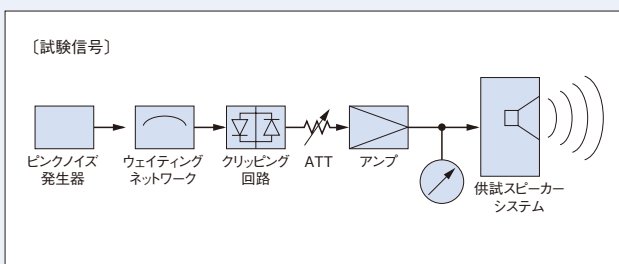 〔試験信号〕
ピンクノイズ
発生器
ウェイティング
ネットワーク
クリッピング
回路
ATT
アンプ
供試スピーカー
システム